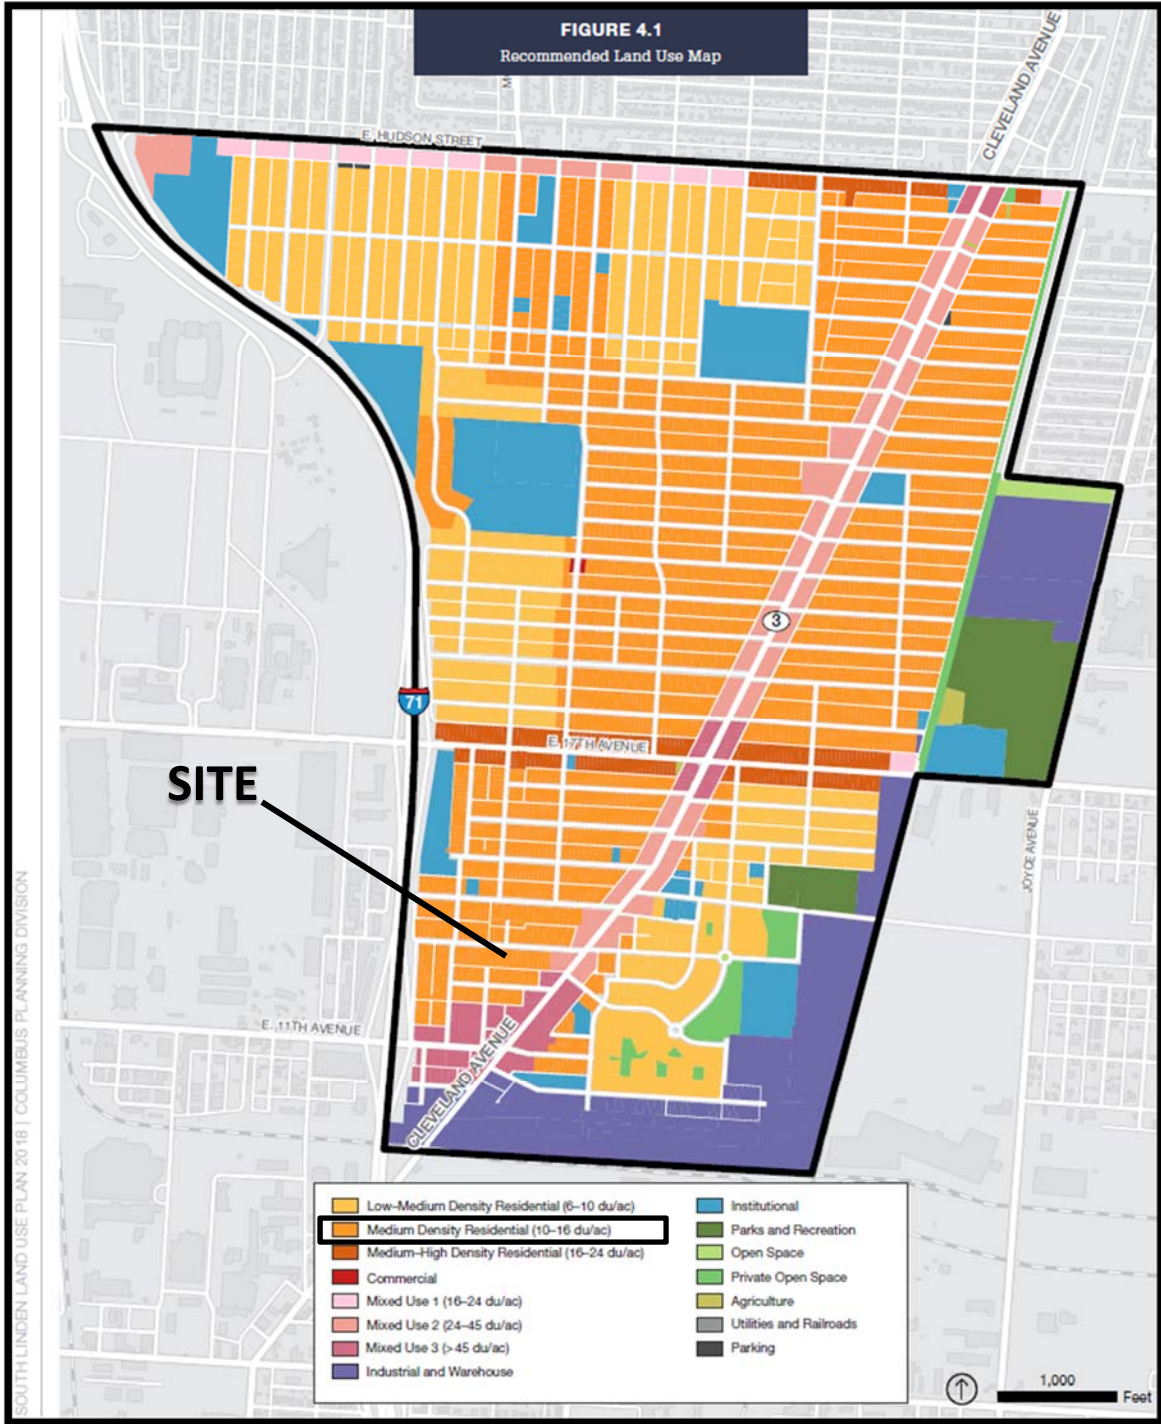 FIGURE 4.1
Recommended Land Use Map
CLEVELAND AVENUE
E. HUDSON STREET
3
71
E. 17TH AVENUE
SITE
JOYCE AVENUE
E. 11TH AVENUE
CLEVELAND AVENUE
SOUTH LINDEN LAND USE PLAN 2018 | COLUMBUS PLANNING DIVISION
Low–Medium Density Residential (6–10 du/ac)
Medium Density Residential (10–16 du/ac)
Medium–High Density Residential (16–24 du/ac)
Commercial
Mixed Use 1 (16–24 du/ac)
Mixed Use 2 (24–45 du/ac)
Mixed Use 3 (>45 du/ac)
Industrial and Warehouse
Institutional
Parks and Recreation
Open Space
Private Open Space
Agriculture
Utilities and Railroads
Parking
1,000
Feet